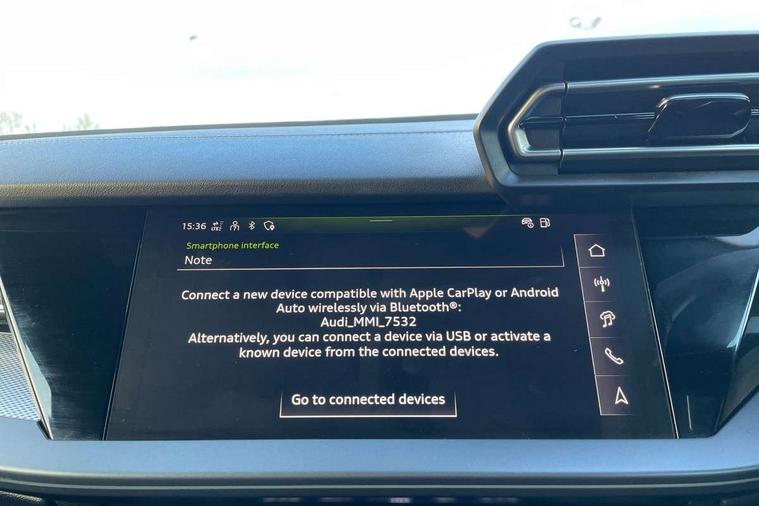 15:36
Smartphone interface
Note
Connect a new device compatible with Apple CarPlay or Android
Auto wirelessly via Bluetooth®:
Audi_MMI_7532
Alternatively, you can connect a device via USB or activate a
known device from the connected devices.
Go to connected devices